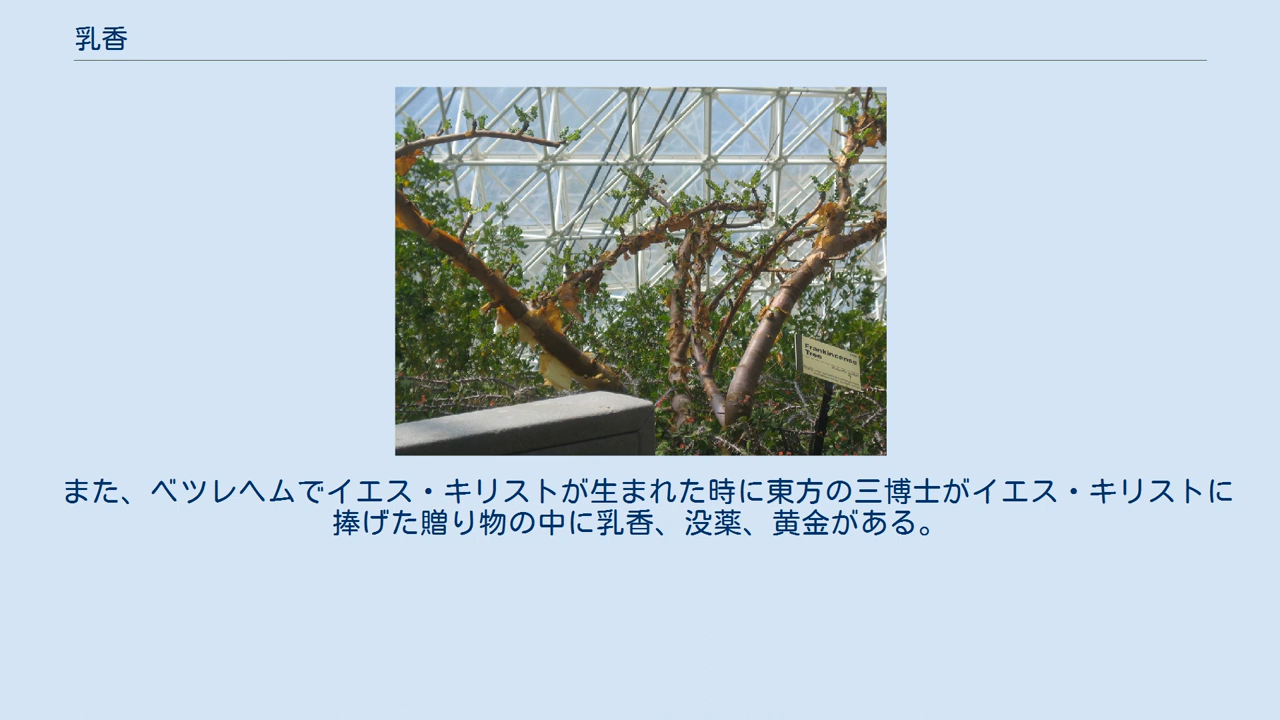 乳香
Frankincense
Tree
また、ベツレヘムでイエス・キリストが生まれた時に東方の三博士がイエス・キリストに
捧げた贈り物の中に乳香、没薬、黄金がある。